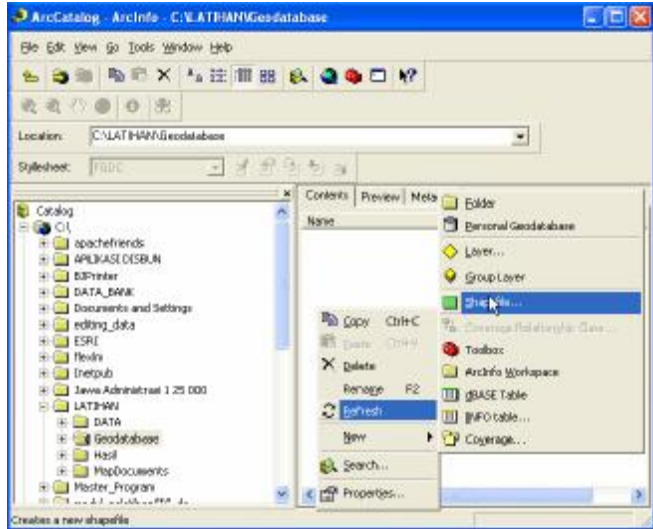 ArcCatalog - ArcInfo - C:\LATIHAN\Geodatabase
File Edit View Go Tools Window Help
Location: C:\LATIHAN\Geodatabase
Stylesheet: FGDC
Catalog
C:\
apachefriends
APLIKASI DISBUN
BJPrinter
DATA_BANK
Documents and Settings
editing_data
ESRI
flexlm
Inetpub
Jawa Administrasi 1 25 000
LATIHAN
DATA
Geodatabase
Hasil
MapDocuments
Master_Program
Contents Preview Meta
Name
Copy Ctrl+C
Paste Ctrl+V
Delete
Rename F2
Refresh
New
Search...
Properties...
Folder
Personal Geodatabase
Layer...
Group Layer
Shapefile...
Coverage Relationship Class...
Toolbox
ArcInfo Workspace
dBASE Table
INFO table...
Coverage...
Creates a new shapefile